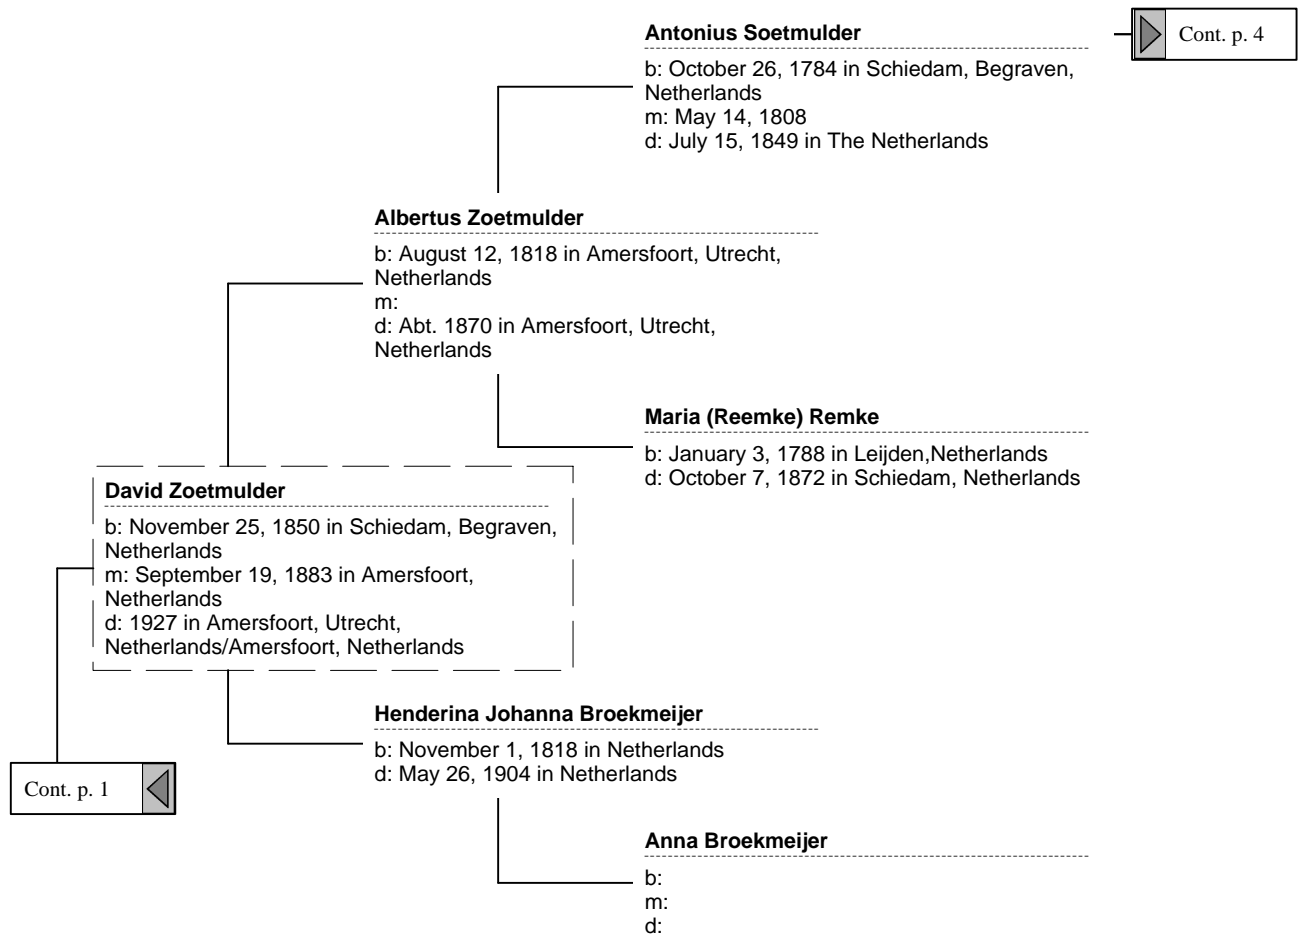 Antonius Soetmulder
b: October 26, 1784 in Schiedam, Begraven,
Netherlands
m: May 14, 1808
d: July 15, 1849 in The Netherlands
Cont. p. 4
Albertus Zoetmulder
b: August 12, 1818 in Amersfoort, Utrecht,
Netherlands
m:
d: Abt. 1870 in Amersfoort, Utrecht,
Netherlands
Maria (Reemke) Remke
b: January 3, 1788 in Leijden,Netherlands
d: October 7, 1872 in Schiedam, Netherlands
David Zoetmulder
b: November 25, 1850 in Schiedam, Begraven,
Netherlands
m: September 19, 1883 in Amersfoort,
Netherlands
d: 1927 in Amersfoort, Utrecht,
Netherlands/Amersfoort, Netherlands
Henderina Johanna Broekmeijer
b: November 1, 1818 in Netherlands
d: May 26, 1904 in Netherlands
Cont. p. 1
Anna Broekmeijer
b:
m:
d: